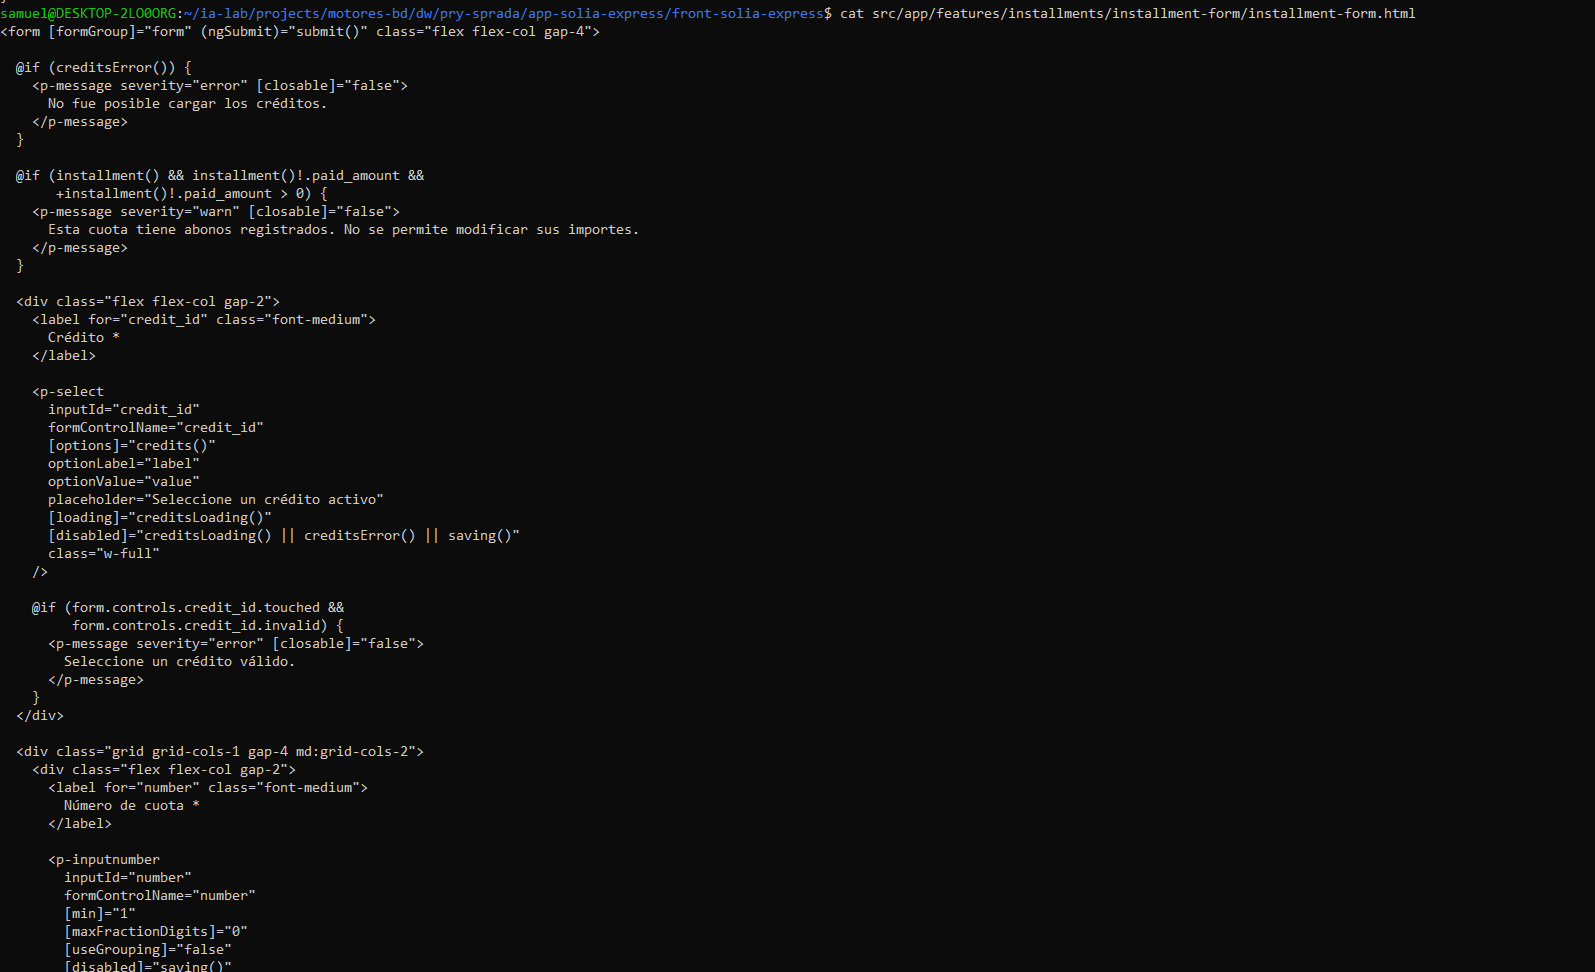 samuel@DESKTOP-2LO0ORG:~/ia-lab/projects/motores-bd/dw/pry-sprada/app-solia-express/front-solia-express$ cat src/app/features/installments/installment-form/installment-form.html
<form [formGroup]="form" (ngSubmit)="submit()" class="flex flex-col gap-4">

  @if (creditsError()) {
    <p-message severity="error" [closable]="false">
      No fue posible cargar los créditos.
    </p-message>
  }

  @if (installment() && installment()!.paid_amount &&
       +installment()!.paid_amount > 0) {
    <p-message severity="warn" [closable]="false">
      Esta cuota tiene abonos registrados. No se permite modificar sus importes.
    </p-message>
  }

  <div class="flex flex-col gap-2">
    <label for="credit_id" class="font-medium">
      Crédito *
    </label>

    <p-select
      inputId="credit_id"
      formControlName="credit_id"
      [options]="credits()"
      optionLabel="label"
      optionValue="value"
      placeholder="Seleccione un crédito activo"
      [loading]="creditsLoading()"
      [disabled]="creditsLoading() || creditsError() || saving()"
      class="w-full"
    />

    @if (form.controls.credit_id.touched &&
         form.controls.credit_id.invalid) {
      <p-message severity="error" [closable]="false">
        Seleccione un crédito válido.
      </p-message>
    }
  </div>

  <div class="grid grid-cols-1 gap-4 md:grid-cols-2">
    <div class="flex flex-col gap-2">
      <label for="number" class="font-medium">
        Número de cuota *
      </label>

      <p-inputnumber
        inputId="number"
        formControlName="number"
        [min]="1"
        [maxFractionDigits]="0"
        [useGrouping]="false"
        [disabled]="saving()"